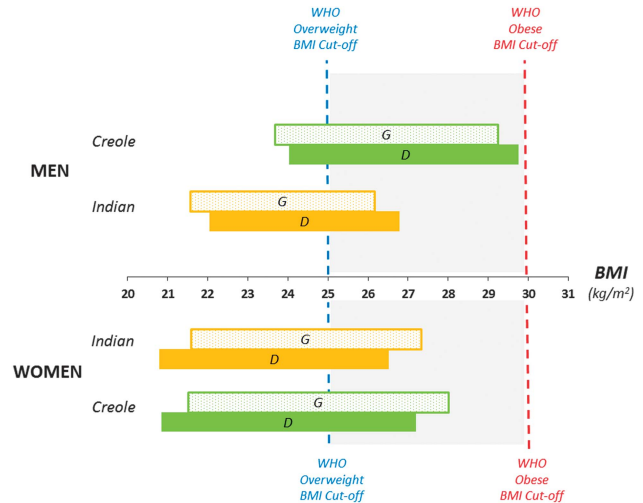 WHO
Overweight
BMI Cut-off
WHO
Obese
BMI Cut-off
Creole
G
D
MEN
Indian
G
D
BMI
(kg/m²)
20 21 22 23 24 25 26 27 28 29 30 31
Indian
G
D
WOMEN
Creole
G
D
WHO
Overweight
BMI Cut-off
WHO
Obese
BMI Cut-off